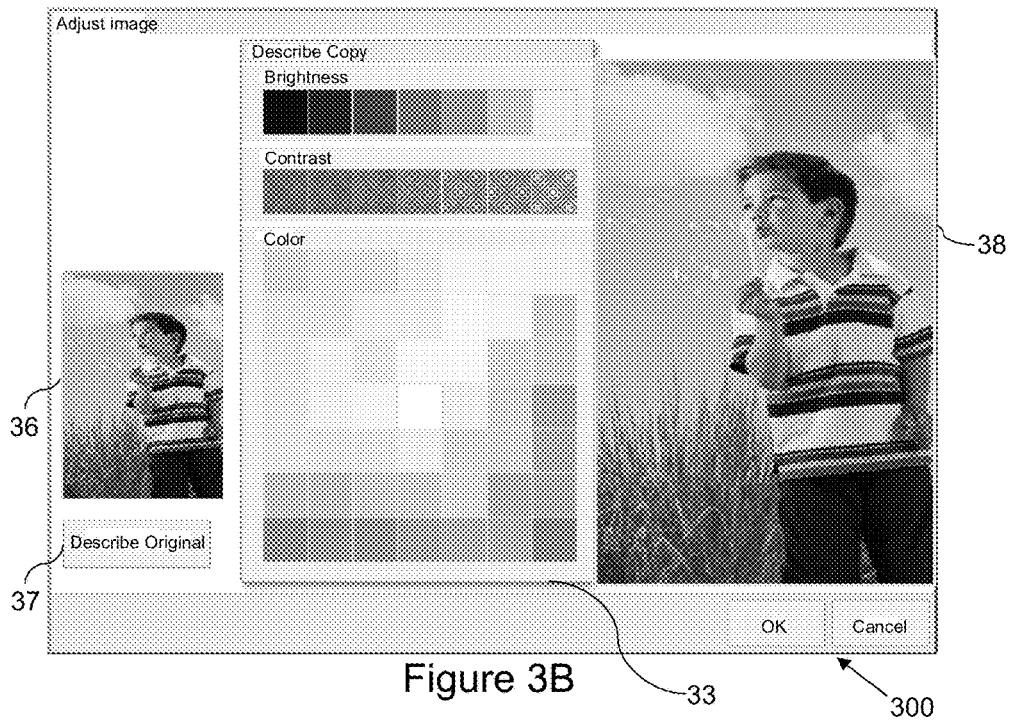 Adjust image
Describe Copy
Brightness
Contrast
Color
38
36
Describe Original
37
OK
Cancel
Figure 3B
33
300